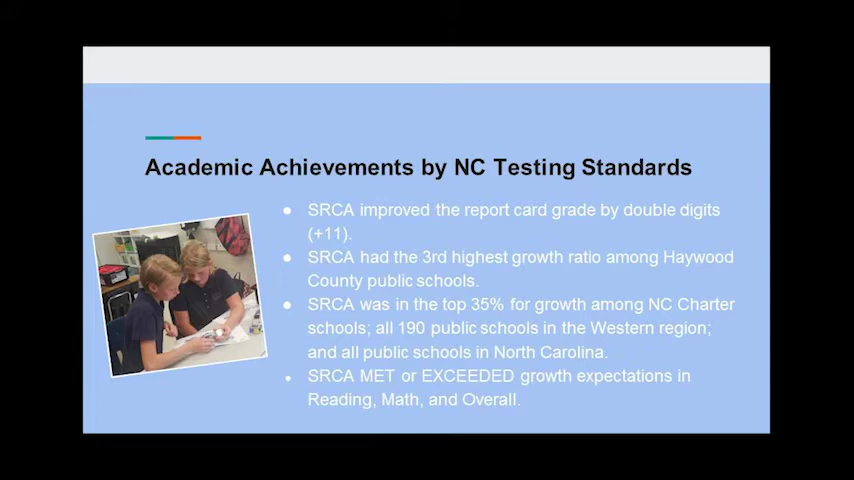 Academic Achievements by NC Testing Standards
● SRCA improved the report card grade by double digits
(+11).
● SRCA had the 3rd highest growth ratio among Haywood
County public schools.
● SRCA was in the top 35% for growth among NC Charter
schools; all 190 public schools in the Western region;
and all public schools in North Carolina.
● SRCA MET or EXCEEDED growth expectations in
Reading, Math, and Overall.